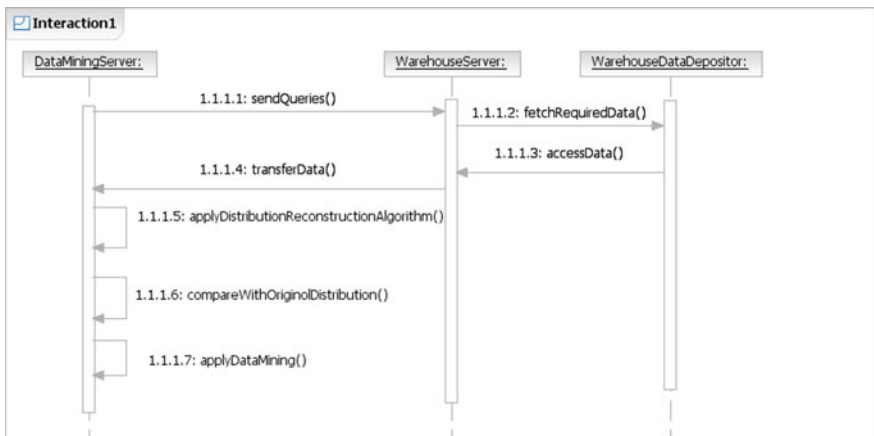 Interaction1
DataMiningServer:
WarehouseServer:
WarehouseDataDepositor:
1.1.1.1: sendQueries()
1.1.1.2: fetchRequiredData()
1.1.1.3: accessData()
1.1.1.4: transferData()
1.1.1.5: applyDistributionReconstructionAlgorithm()
1.1.1.6: compareWithOriginolDistribution()
1.1.1.7: applyDataMining()